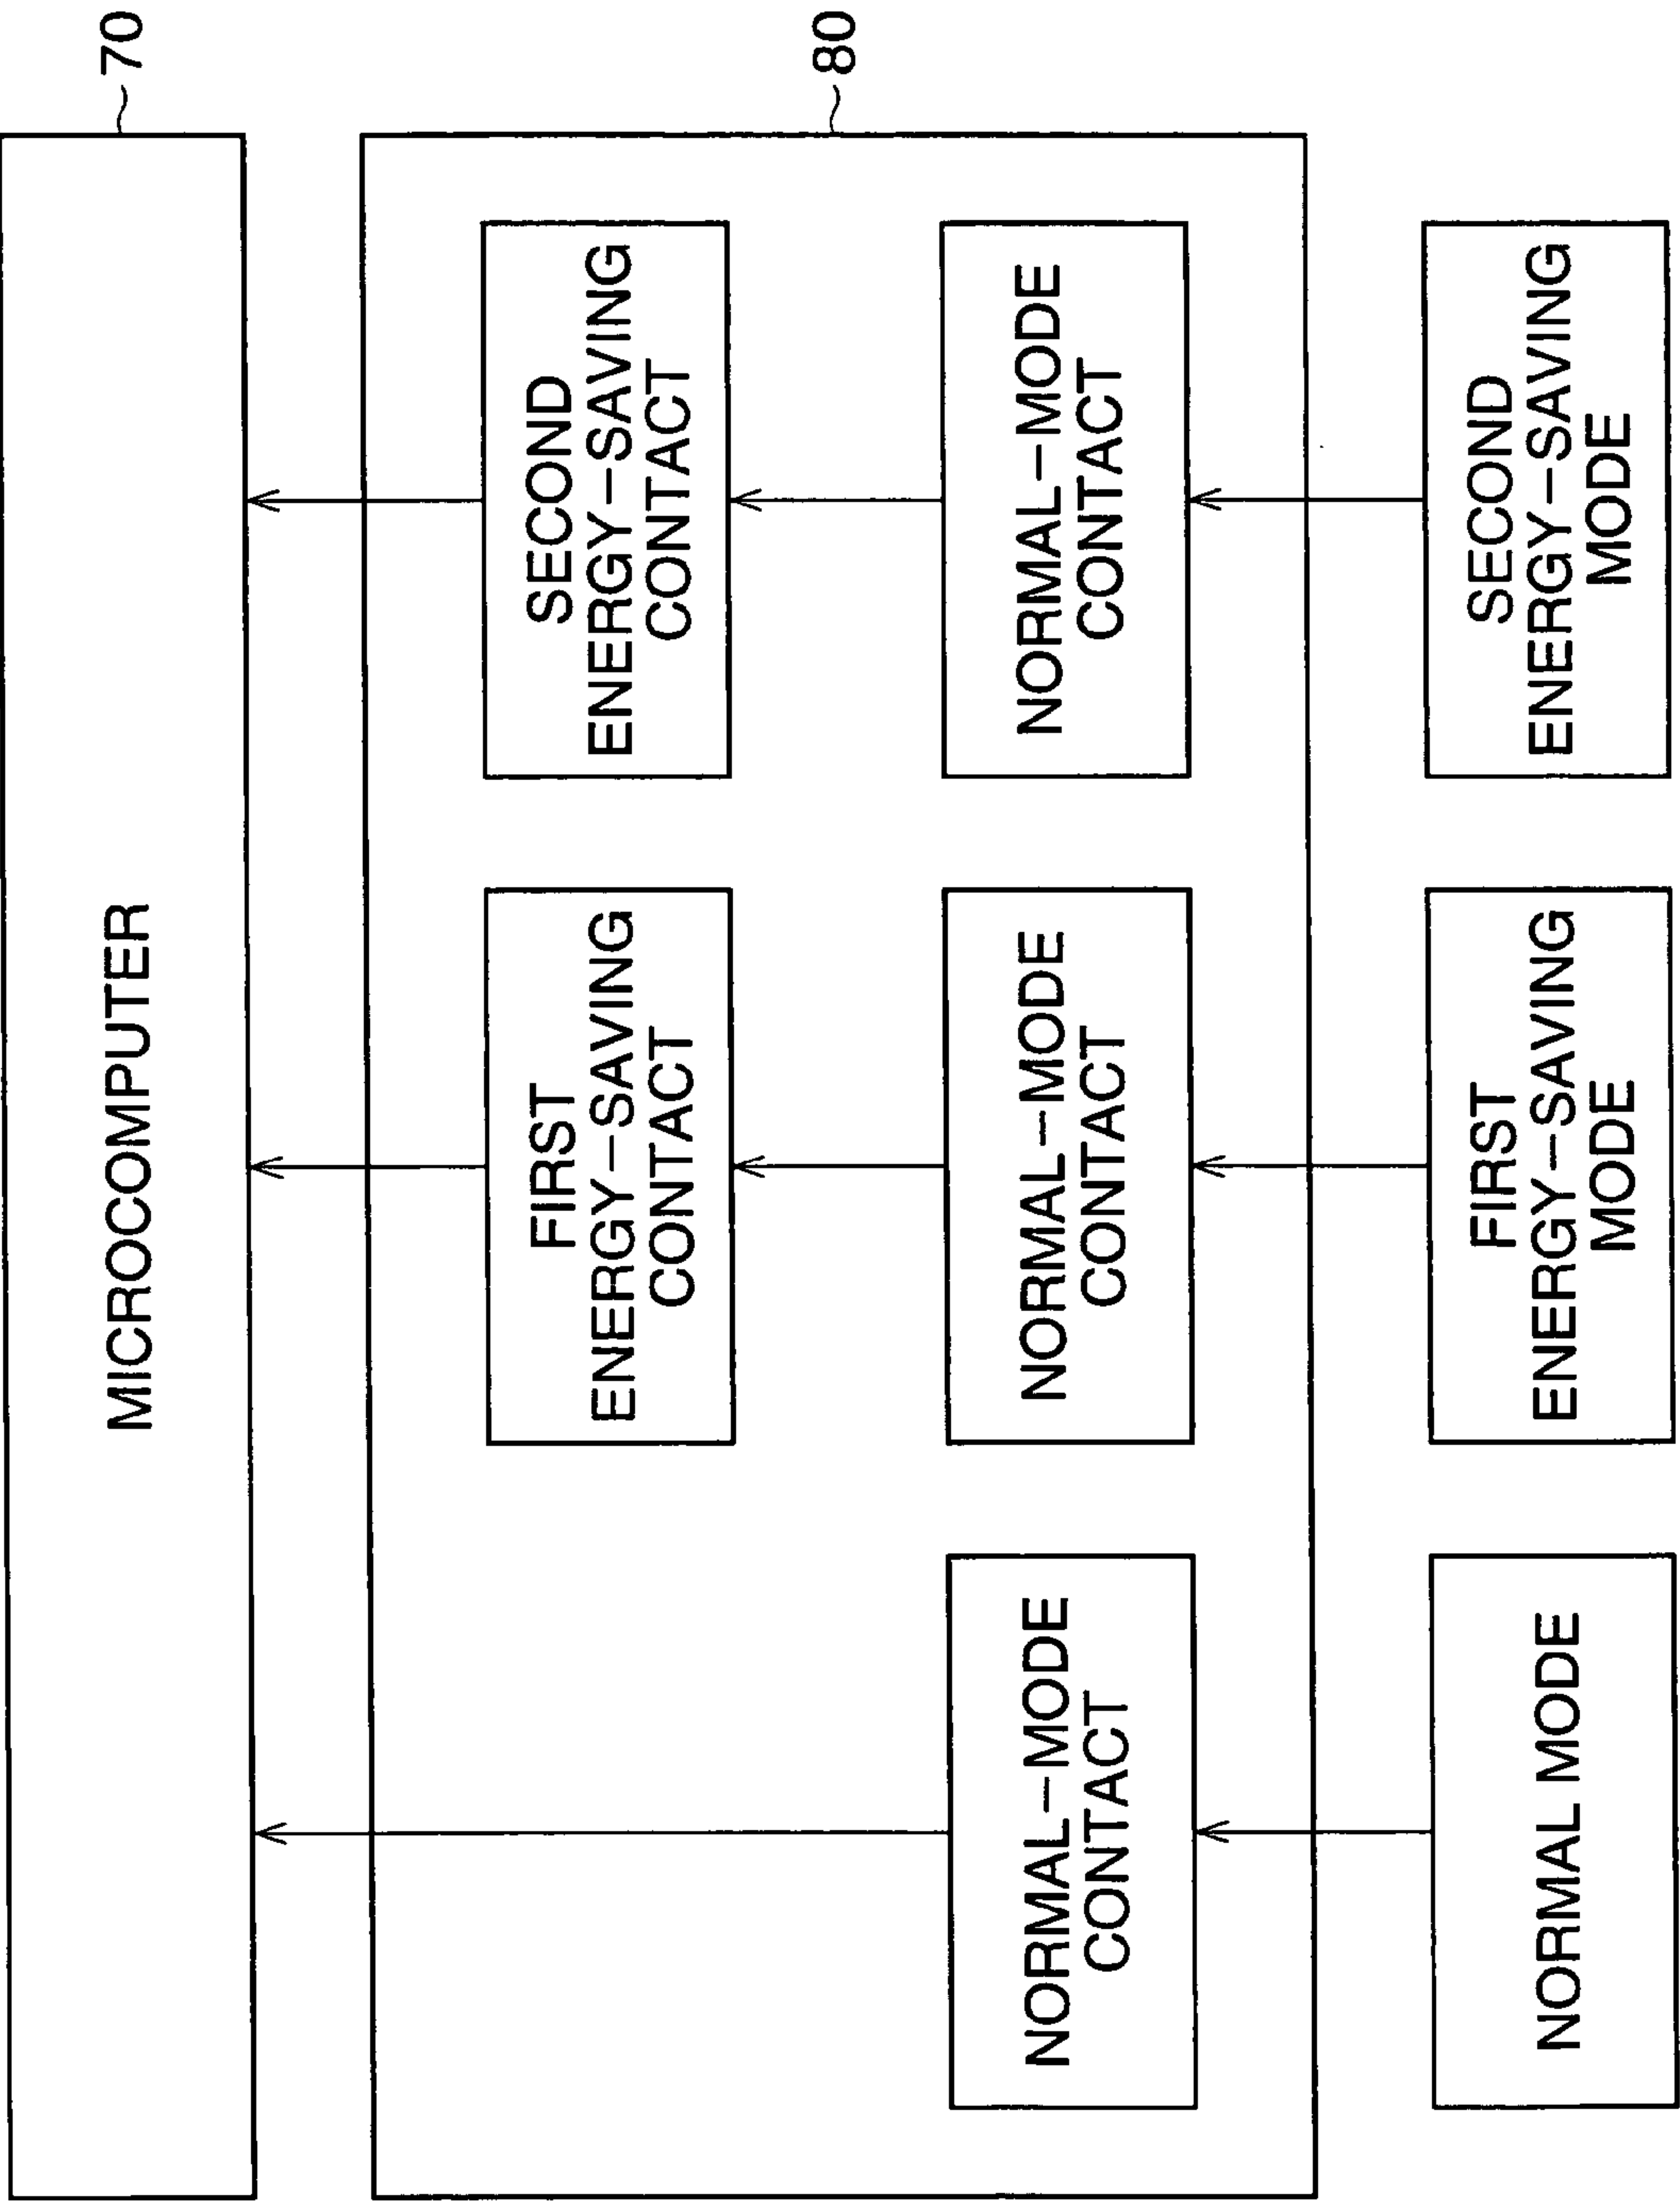 MICROCOMPUTER
70
FIRST
ENERGY-SAVING
CONTACT
SECOND
ENERGY-SAVING
CONTACT
80
NORMAL-MODE
CONTACT
NORMAL-MODE
CONTACT
NORMAL-MODE
CONTACT
NORMAL MODE
FIRST
ENERGY-SAVING
MODE
SECOND
ENERGY-SAVING
MODE